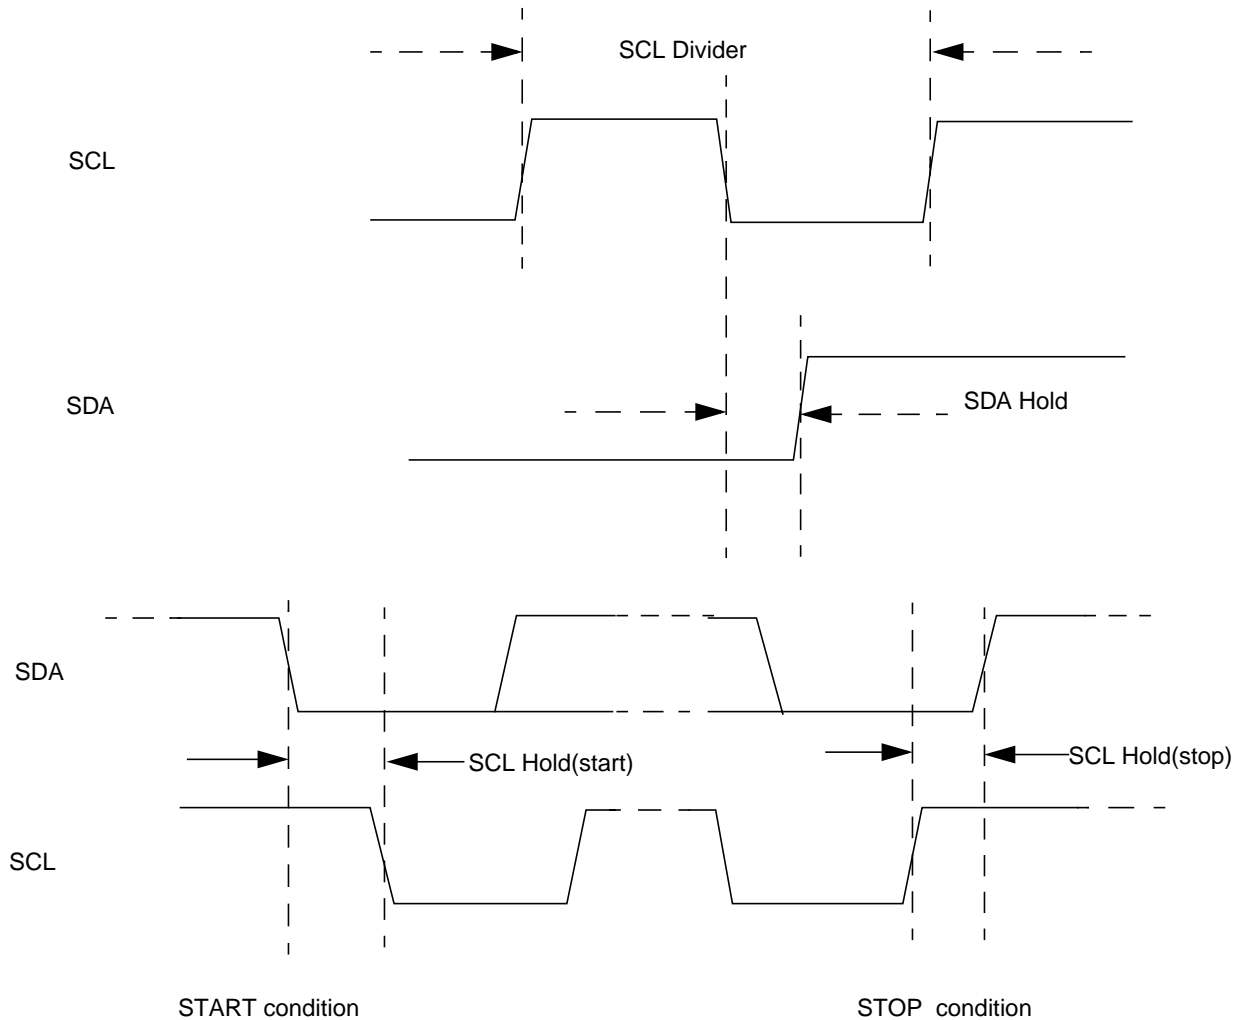 SCL Divider
SCL
SDA
SDA Hold
SDA
SCL Hold(start)
SCL Hold(stop)
SCL
START condition
STOP condition